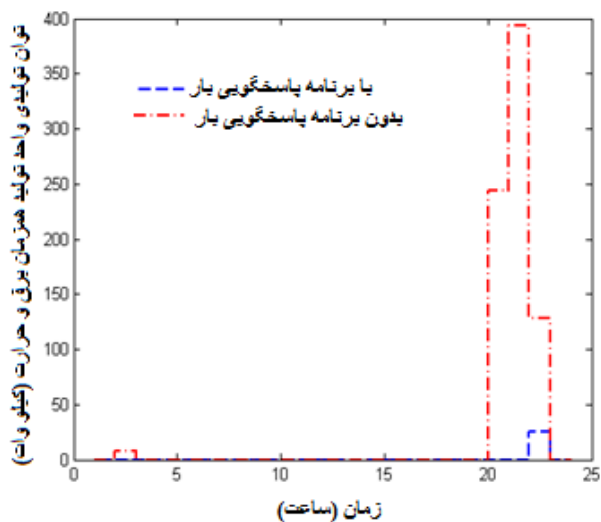 400
350
300
250
200
150
100
50
0
توان تولیدی واحد تولید همزمان برق و حرارت (کیلو وات)
با برنامه پاسخگویی بار
بدون برنامه پاسخگویی بار
0 5 10 15 20 25
زمان (ساعت)